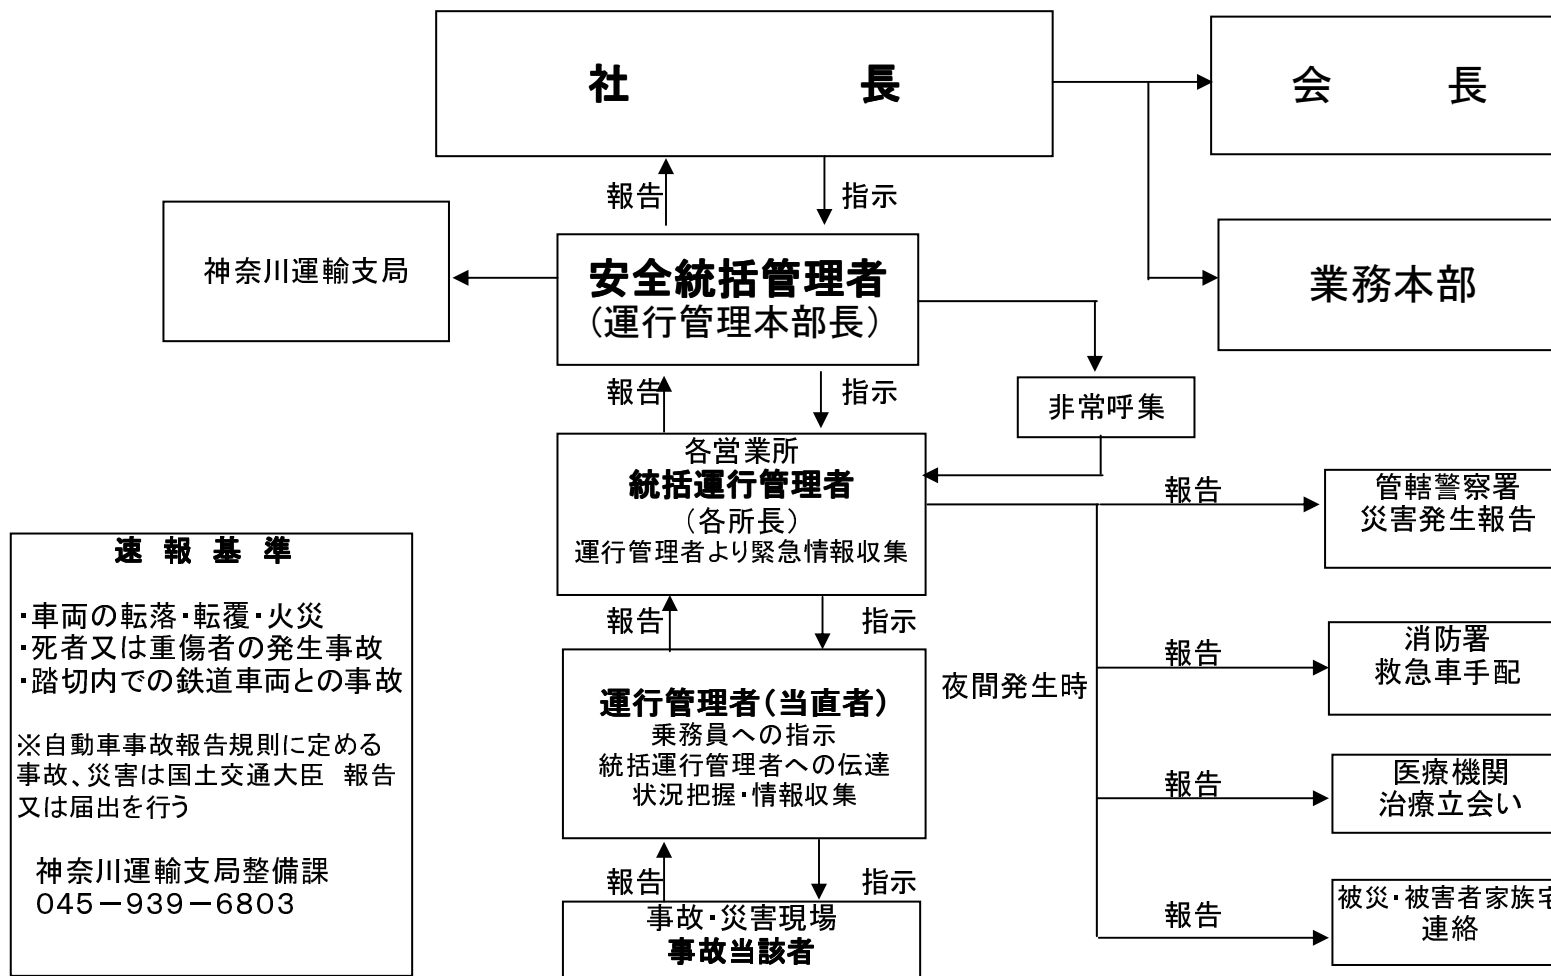 社　　　長
会　　　長
報告
指示
神奈川運輸支局
安全統括管理者
（運行管理本部長）
業務本部
報告
指示
非常呼集
各営業所
統括運行管理者
（各所長）
運行管理者より緊急情報収集
報告
管轄警察署
災害発生報告
速 報 基 準
・車両の転落・転覆・火災
・死者又は重傷者の発生事故
・踏切内での鉄道車両との事故
※自動車事故報告規則に定める
事故、災害は国土交通大臣　報告
又は届出を行う
神奈川運輸支局整備課
045－939－6803
報告
指示
報告
消防署
救急車手配
運行管理者（当直者）
乗務員への指示
統括運行管理者への伝達
状況把握・情報収集
夜間発生時
報告
医療機関
治療立会い
報告
指示
事故・災害現場
事故当該者
報告
被災・被害者家族宅
連絡